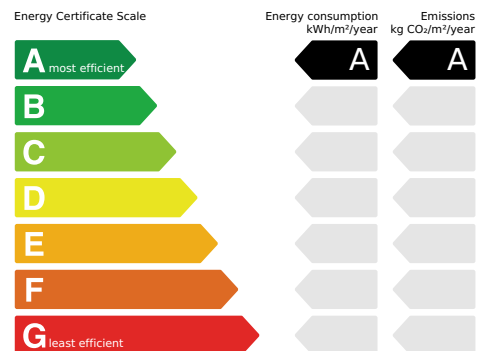 Energy Certificate Scale
Energy consumption
kWh/m²/year
Emissions
kg CO₂/m²/year
A most efficient
A
A
B
C
D
E
F
G least efficient